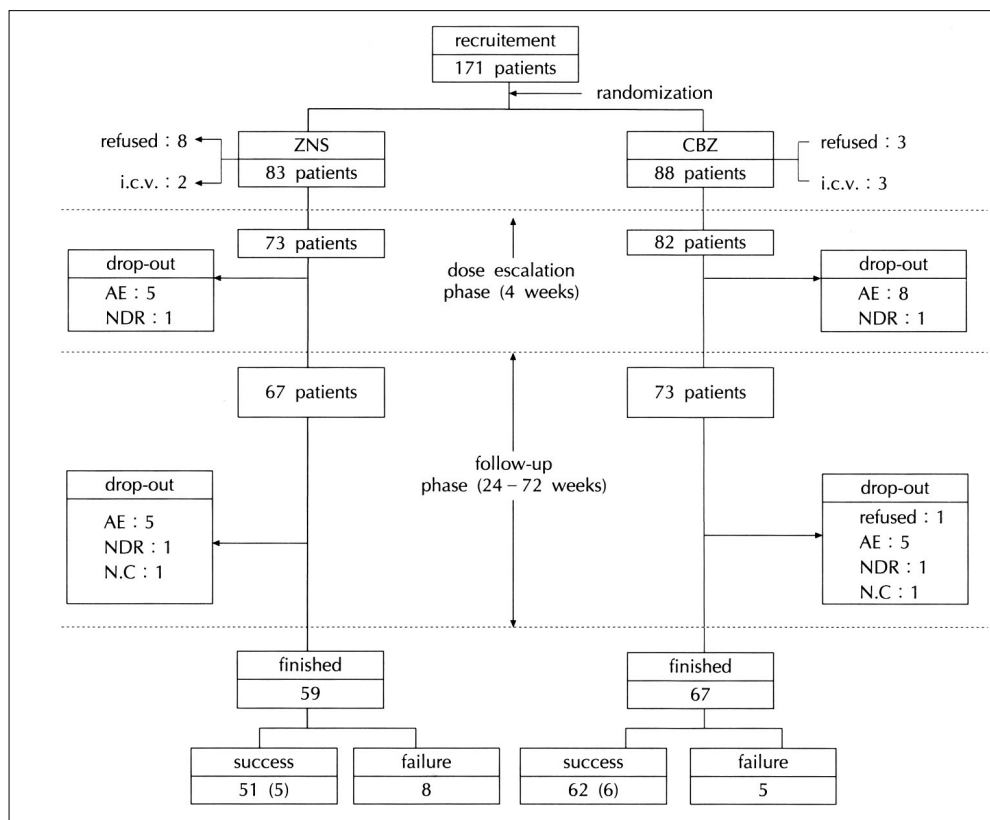 recruitement
171 patients
randomization
refused : 8
ZNS
CBZ
refused : 3
i.c.v. : 2
83 patients
88 patients
i.c.v. : 3
73 patients
82 patients
drop-out
AE : 5
NDR : 1
dose escalation
phase (4 weeks)
drop-out
AE : 8
NDR : 1
67 patients
73 patients
follow-up
phase (24 – 72 weeks)
drop-out
AE : 5
NDR : 1
N.C : 1
drop-out
refused : 1
AE : 5
NDR : 1
N.C : 1
finished
59
finished
67
success
51 (5)
failure
8
success
62 (6)
failure
5